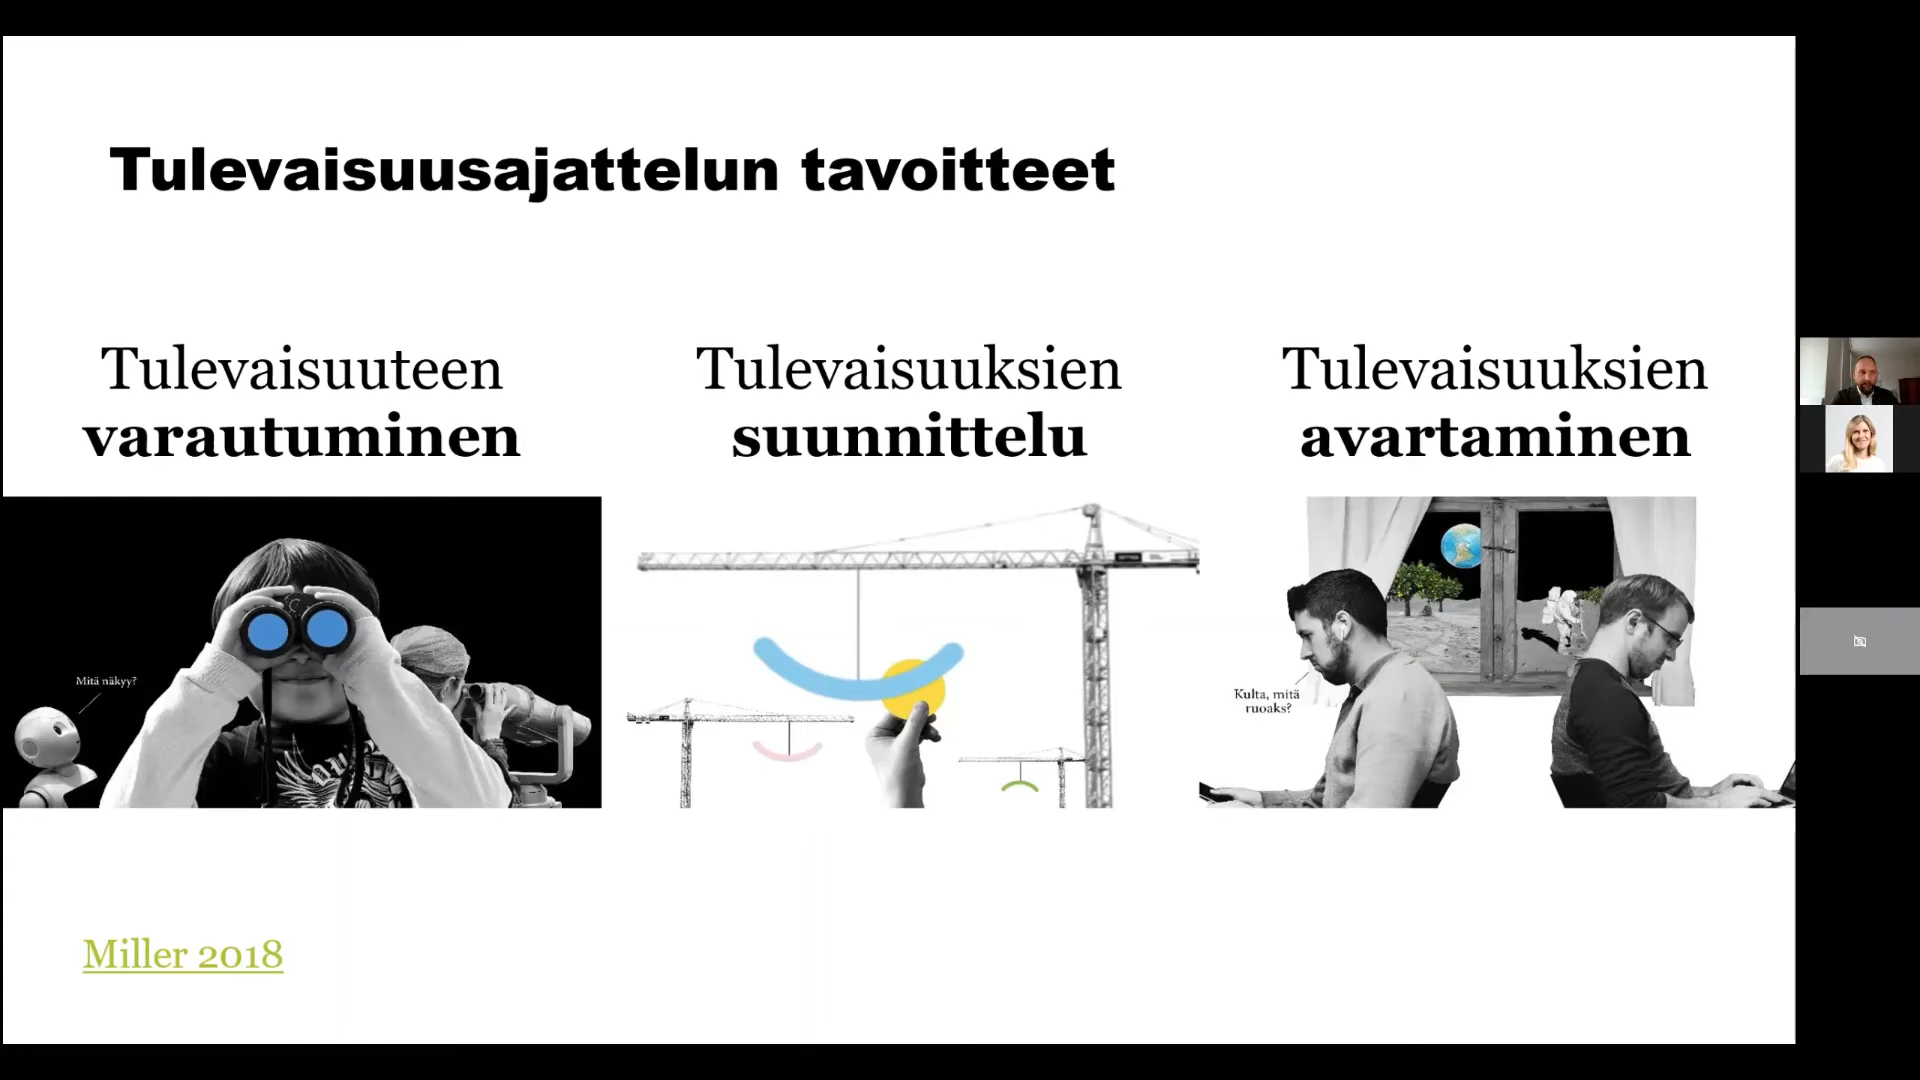 Tulevaisuusajattelun tavoitteet
Tulevaisuuteen
varautuminen
Tulevaisuuksien
suunnittelu
Tulevaisuuksien
avartaminen
Mitä näkyy?
Kulta, mitä
ruoaks?
Miller 2018